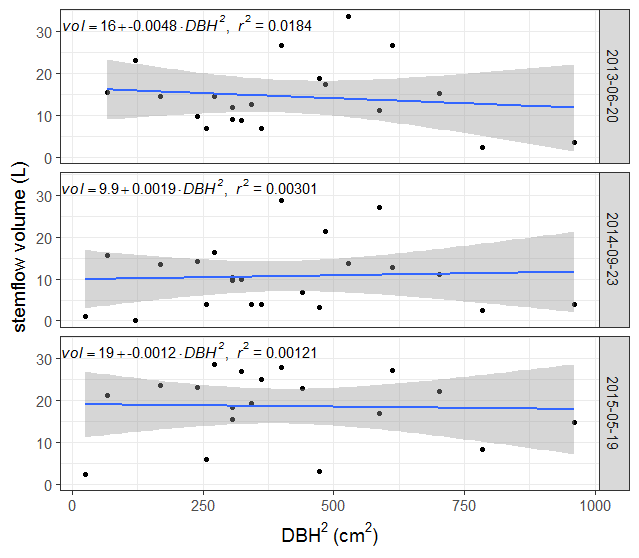 vol = 16 + -0.0048 · DBH², r² = 0.0184
30
20
10
0
2013-06-20
vol = 9.9 + 0.0019 · DBH², r² = 0.00301
30
20
10
0
2014-09-23
stemflow volume (L)
vol = 19 + -0.0012 · DBH², r² = 0.00121
30
20
10
0
2015-05-19
0 250 500 750 1000
DBH² (cm²)